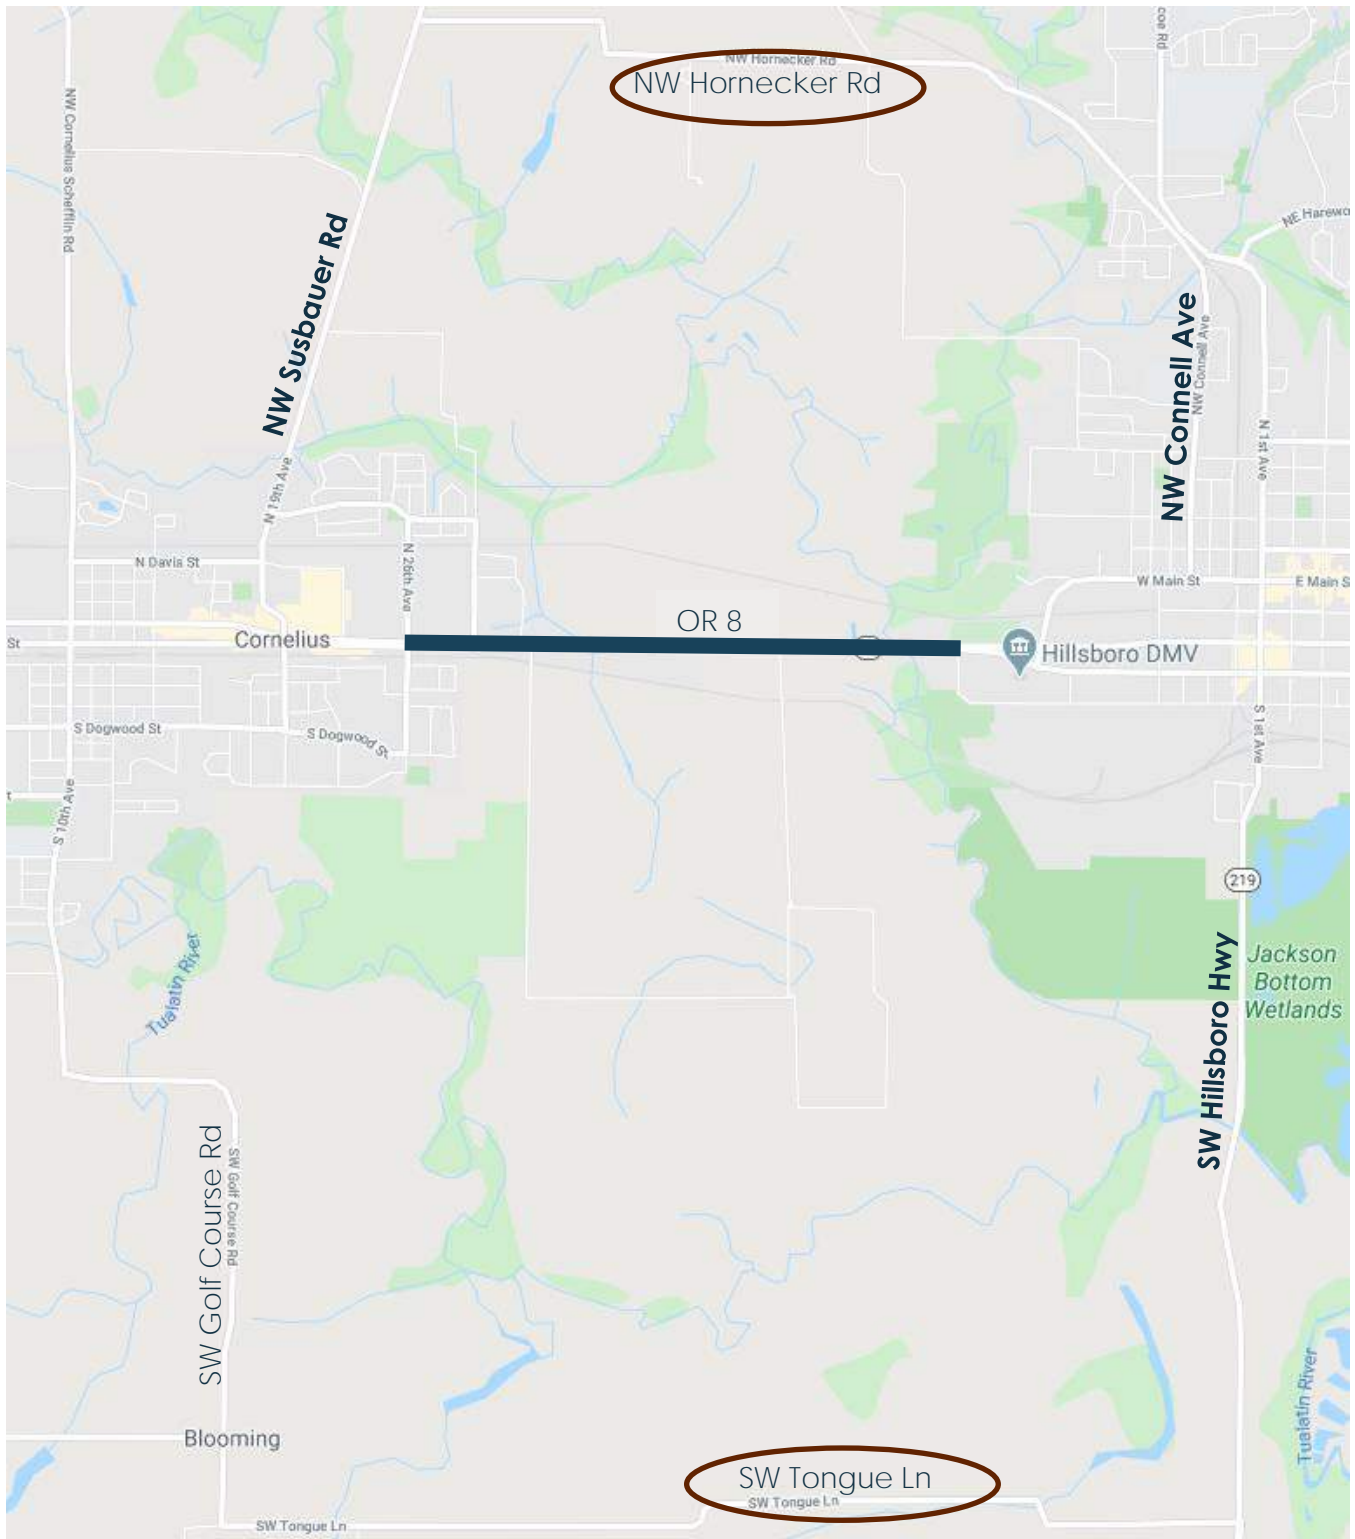 coe Rd
NW Hornecker Rd
NW Hornecker Rd
NW Cornelius Schefflin Rd
NE Harewo
NW Susbauer Rd
NW Connell Ave
NW Connell Ave
N 1st Ave
N 19th Ave
N Davis St
N 26th Ave
W Main St
E Main S
St
Cornelius
OR 8
Hillsboro DMV
S Dogwood St
S Dogwood St
S 1st Ave
t
S 10th Ave
219
Tualatin River
SW Hillsboro Hwy
Jackson
Bottom
Wetlands
SW Golf Course Rd
SW Golf Course Rd
Tualatin River
Blooming
SW Tongue Ln
SW Tongue Ln
SW Tongue Ln